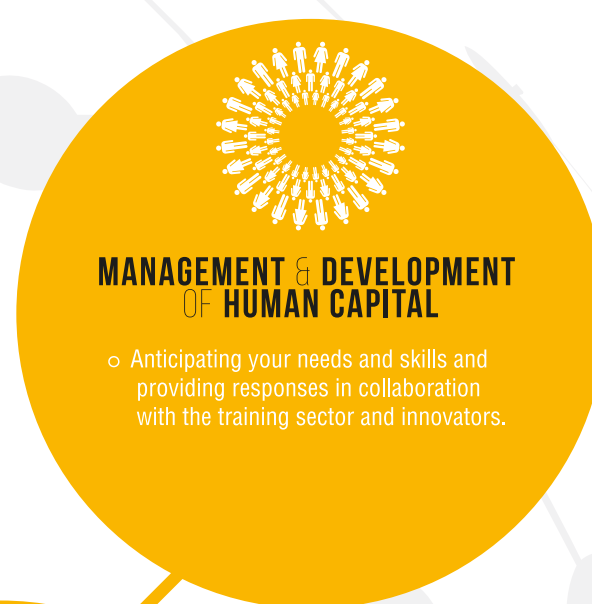 MANAGEMENT & DEVELOPMENT
OF HUMAN CAPITAL
Anticipating your needs and skills and
providing responses in collaboration
with the training sector and innovators.